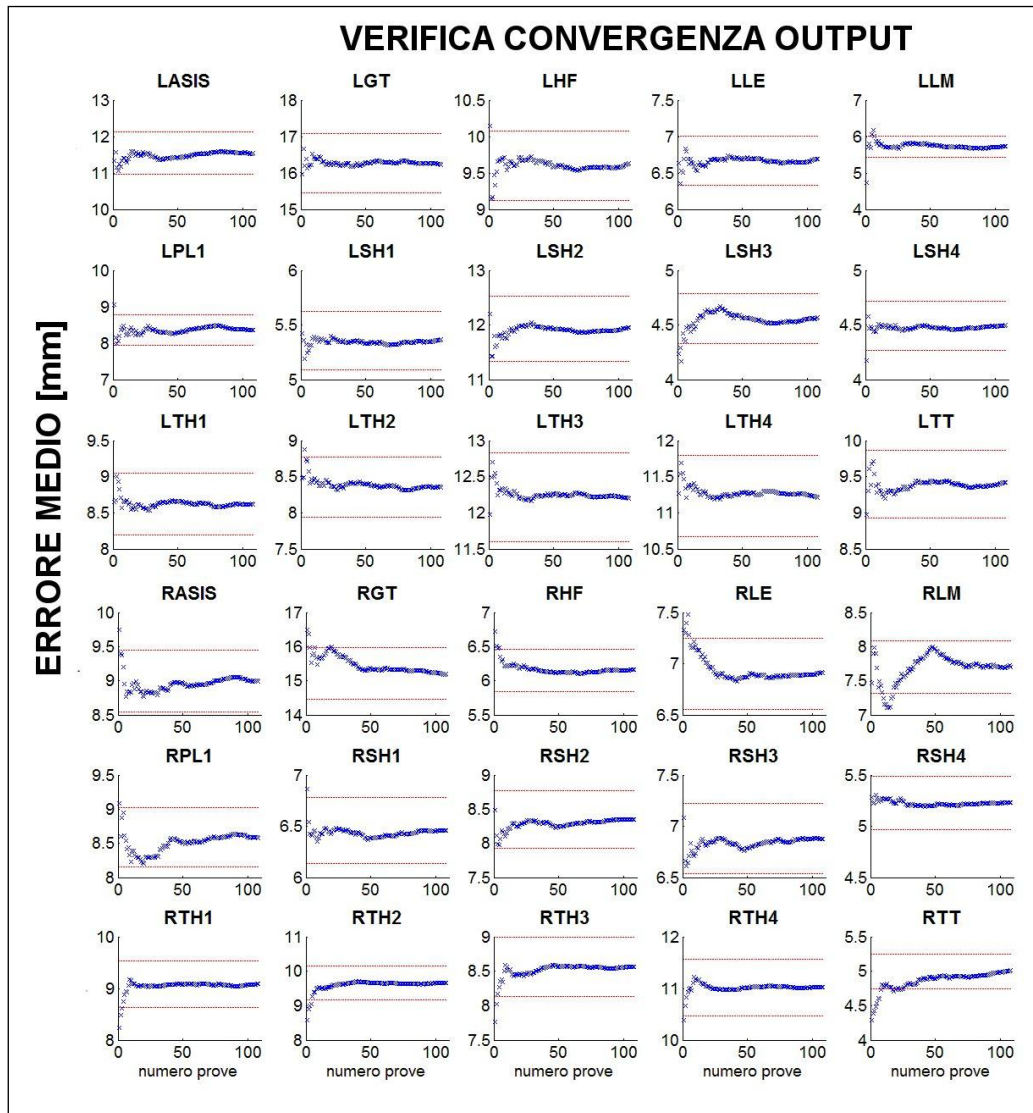 VERIFICA CONVERGENZA OUTPUT
ERRORE MEDIO [mm]
LASIS
13
12
11
10
0 50 100
LGT
18
17
16
15
0 50 100
LHF
10.5
10
9.5
9
0 50 100
LLE
7.5
7
6.5
6
0 50 100
LLM
7
6
5
4
0 50 100
LPL1
10
9
8
7
0 50 100
LSH1
6
5.5
5
0 50 100
LSH2
13
12
11
0 50 100
LSH3
5
4.5
4
0 50 100
LSH4
5
4.5
4
0 50 100
LTH1
9.5
9
8.5
8
0 50 100
LTH2
9
8.5
8
7.5
0 50 100
LTH3
13
12.5
12
11.5
0 50 100
LTH4
12
11.5
11
10.5
0 50 100
LTT
10
9.5
9
8.5
0 50 100
RASIS
10
9.5
9
8.5
0 50 100
RGT
17
16
15
14
0 50 100
RHF
7
6.5
6
5.5
0 50 100
RLE
7.5
7
6.5
0 50 100
RLM
8.5
8
7.5
7
0 50 100
RPL1
9.5
9
8.5
8
0 50 100
RSH1
7
6.5
6
0 50 100
RSH2
9
8.5
8
7.5
0 50 100
RSH3
7.5
7
6.5
0 50 100
RSH4
5.5
5
4.5
0 50 100
RTH1
10
9
8
0 50 100
numero prove
RTH2
11
10
9
8
0 50 100
numero prove
RTH3
9
8.5
8
7.5
0 50 100
numero prove
RTH4
12
11
10
0 50 100
numero prove
RTT
5.5
5
4
0 50 100
numero prove